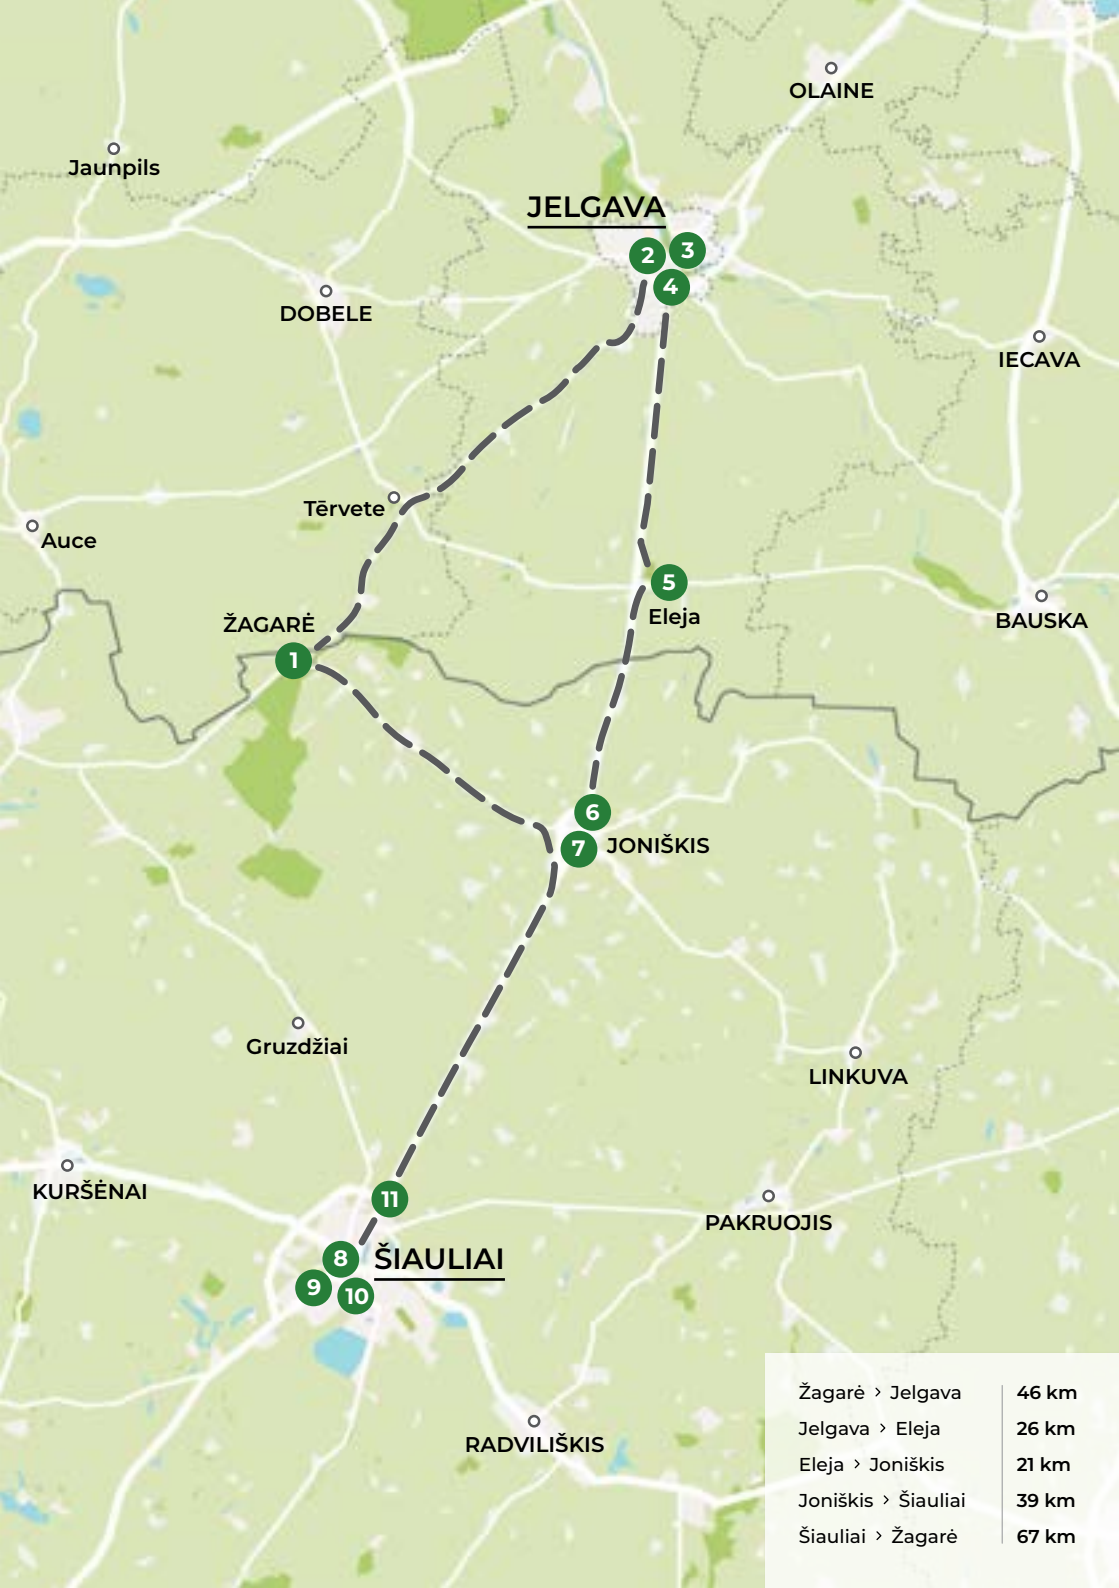 OLAINE
Jaunpils
JELGAVA
2
3
4
DOBELE
IECAVA
Tērvete
Auce
5
Eleja
BAUSKA
ŽAGARĖ
1
6
7
JONIŠKIS
Gruzdžiai
LINKUVA
KURŠĖNAI
11
PAKRUOJIS
8
ŠIAULIAI
9
10
RADVILIŠKIS
Žagarė › Jelgava 46 km
Jelgava › Eleja 26 km
Eleja › Joniškis 21 km
Joniškis › Šiauliai 39 km
Šiauliai › Žagarė 67 km